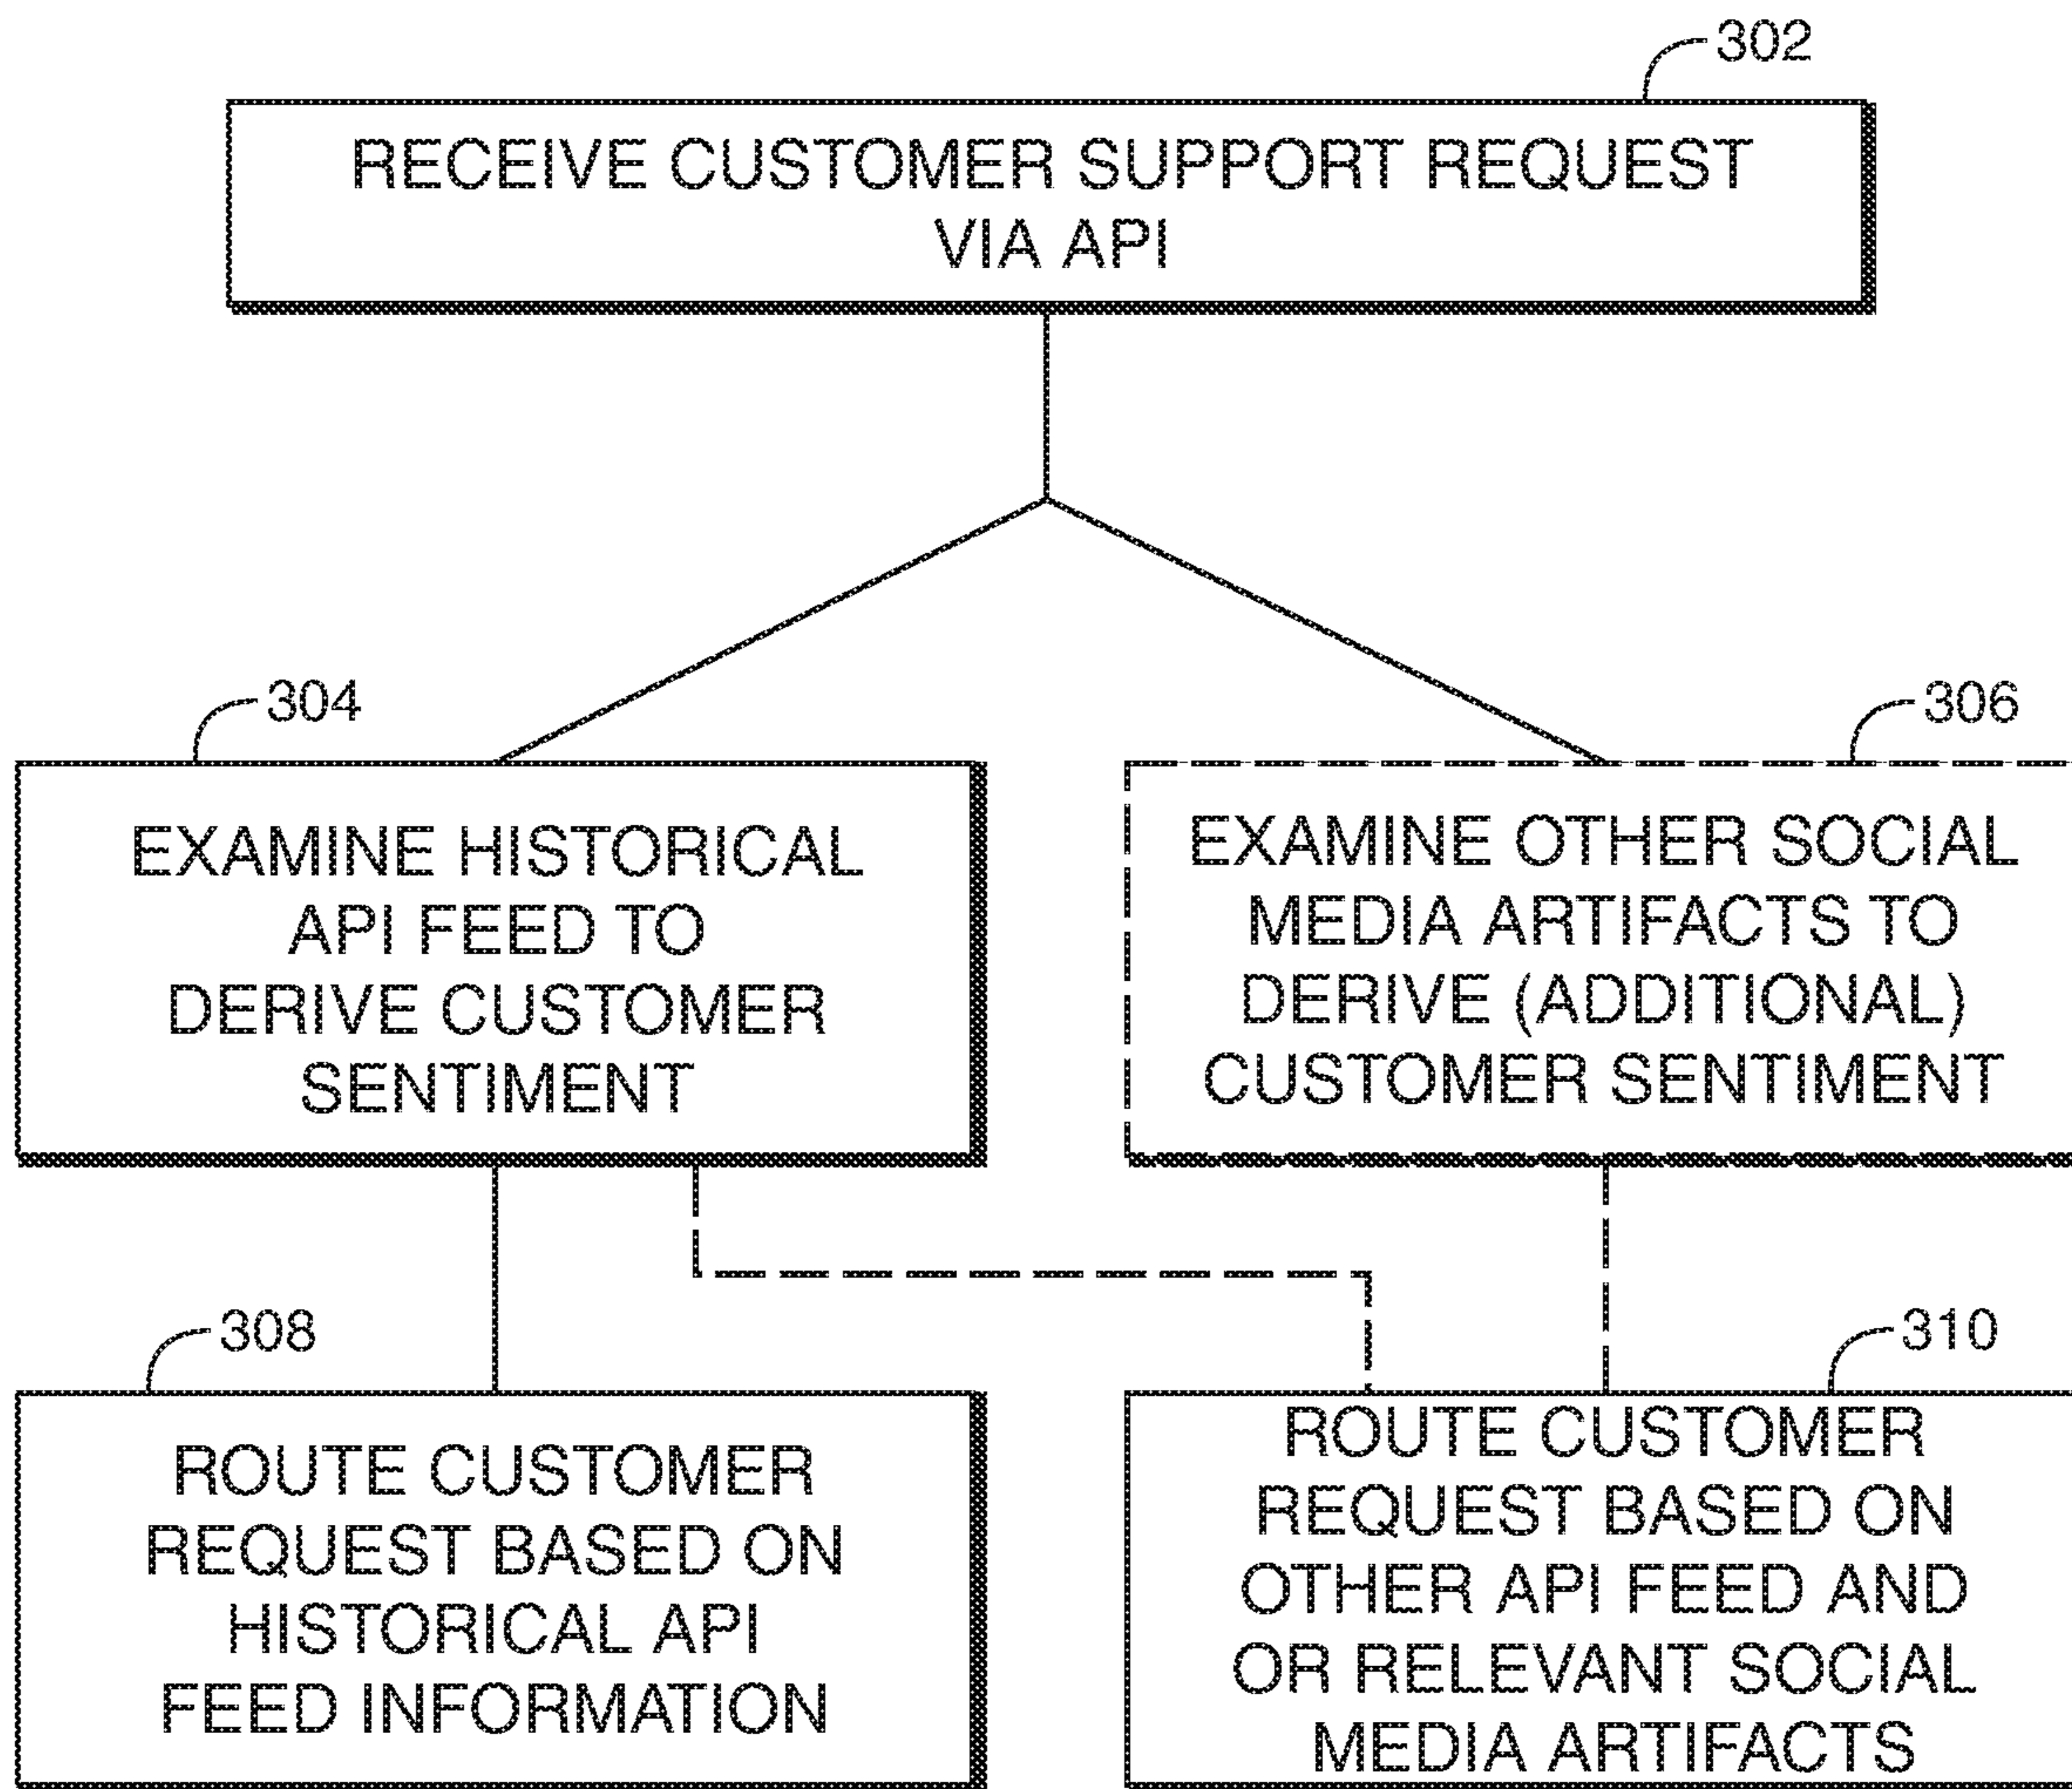 302
RECEIVE CUSTOMER SUPPORT REQUEST
VIA API
304
EXAMINE HISTORICAL
API FEED TO
DERIVE CUSTOMER
SENTIMENT
306
EXAMINE OTHER SOCIAL
MEDIA ARTIFACTS TO
DERIVE (ADDITIONAL)
CUSTOMER SENTIMENT
308
ROUTE CUSTOMER
REQUEST BASED ON
HISTORICAL API
FEED INFORMATION
310
ROUTE CUSTOMER
REQUEST BASED ON
OTHER API FEED AND
OR RELEVANT SOCIAL
MEDIA ARTIFACTS